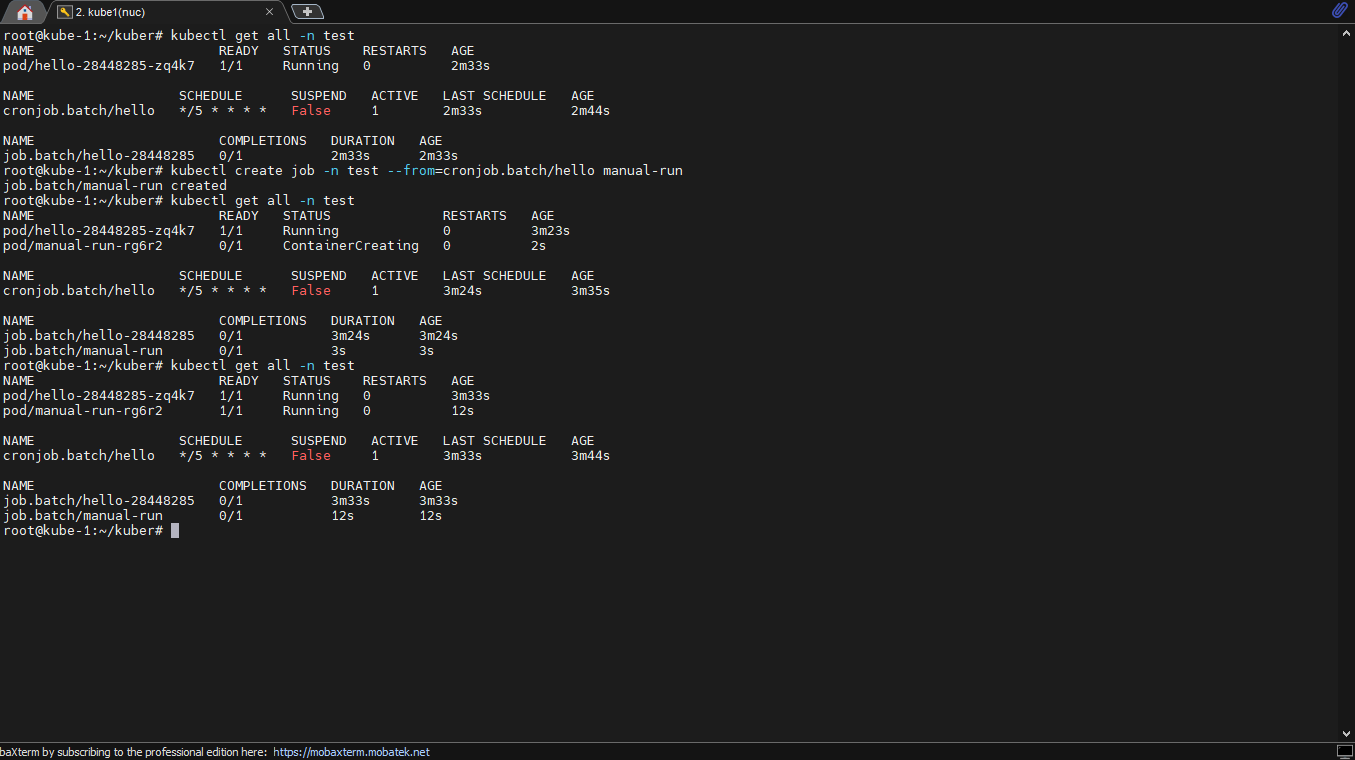 2. kube1(nuc)
root@kube-1:~/kuber# kubectl get all -n test
NAME                       READY   STATUS    RESTARTS   AGE
pod/hello-28448285-zq4k7   1/1     Running   0          2m33s

NAME                  SCHEDULE      SUSPEND   ACTIVE   LAST SCHEDULE   AGE
cronjob.batch/hello   */5 * * * *   False     1        2m33s           2m44s

NAME                       COMPLETIONS   DURATION   AGE
job.batch/hello-28448285   0/1           2m33s      2m33s
root@kube-1:~/kuber# kubectl create job -n test --from=cronjob.batch/hello manual-run
job.batch/manual-run created
root@kube-1:~/kuber# kubectl get all -n test
NAME                       READY   STATUS              RESTARTS   AGE
pod/hello-28448285-zq4k7   1/1     Running             0          3m23s
pod/manual-run-rg6r2       0/1     ContainerCreating   0          2s

NAME                  SCHEDULE      SUSPEND   ACTIVE   LAST SCHEDULE   AGE
cronjob.batch/hello   */5 * * * *   False     1        3m24s           3m35s

NAME                       COMPLETIONS   DURATION   AGE
job.batch/hello-28448285   0/1           3m24s      3m24s
job.batch/manual-run       0/1           3s         3s
root@kube-1:~/kuber# kubectl get all -n test
NAME                       READY   STATUS    RESTARTS   AGE
pod/hello-28448285-zq4k7   1/1     Running   0          3m33s
pod/manual-run-rg6r2       1/1     Running   0          12s

NAME                  SCHEDULE      SUSPEND   ACTIVE   LAST SCHEDULE   AGE
cronjob.batch/hello   */5 * * * *   False     1        3m33s           3m44s

NAME                       COMPLETIONS   DURATION   AGE
job.batch/hello-28448285   0/1           3m33s      3m33s
job.batch/manual-run       0/1           12s        12s
root@kube-1:~/kuber#
baXterm by subscribing to the professional edition here: https://mobaxterm.mobatek.net